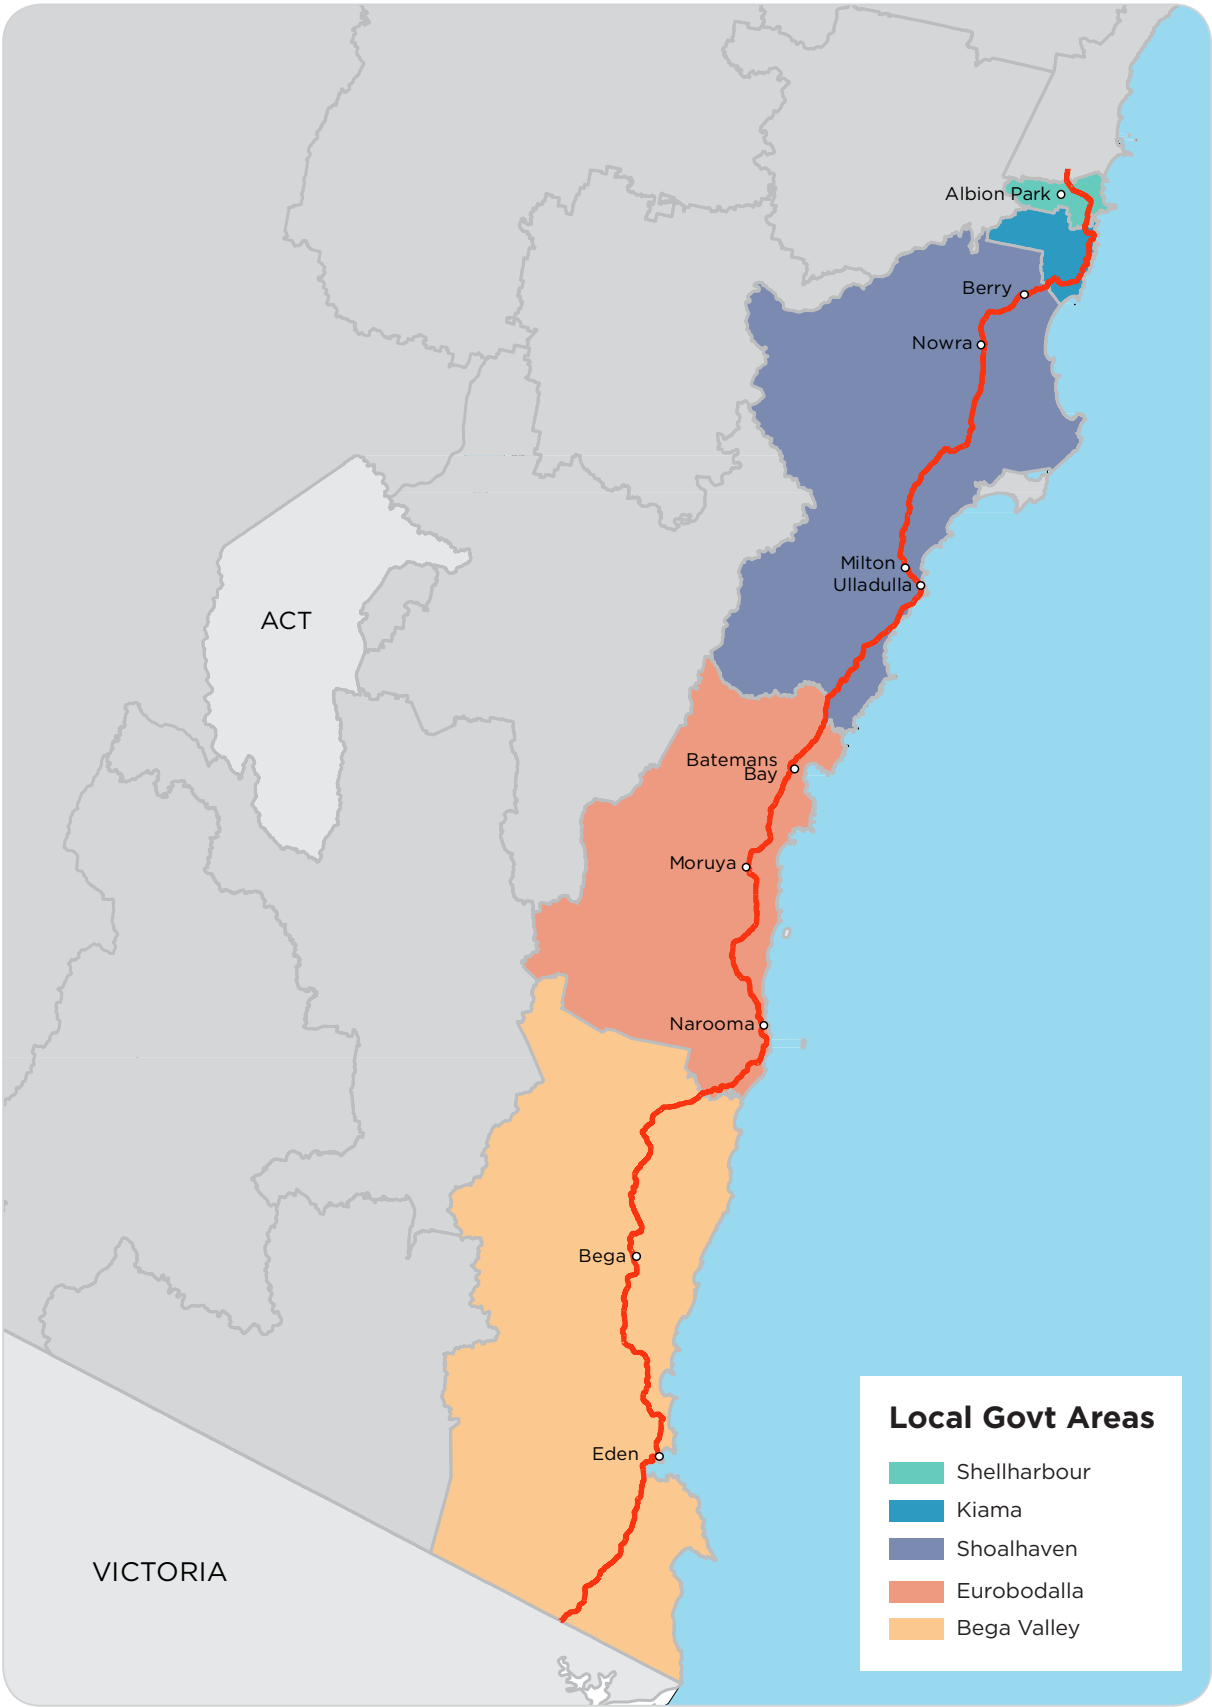 Albion Park
Berry
Nowra
Milton
Ulladulla
ACT
Batemans
Bay
Moruya
Narooma
Bega
Eden
VICTORIA
Local Govt Areas
Shellharbour
Kiama
Shoalhaven
Eurobodalla
Bega Valley